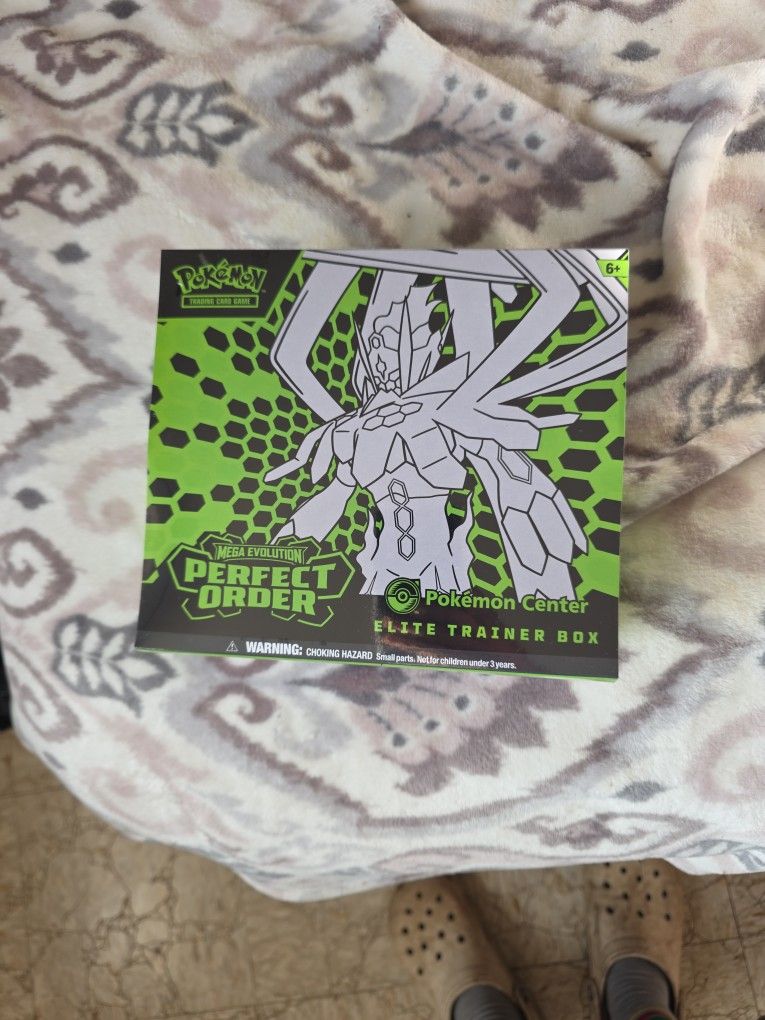 POKéMON
TRADING CARD GAME
6+
MEGA EVOLUTION
PERFECT
ORDER
Pokémon Center
ELITE TRAINER BOX
⚠ WARNING: CHOKING HAZARD Small parts. Not for children under 3 years.